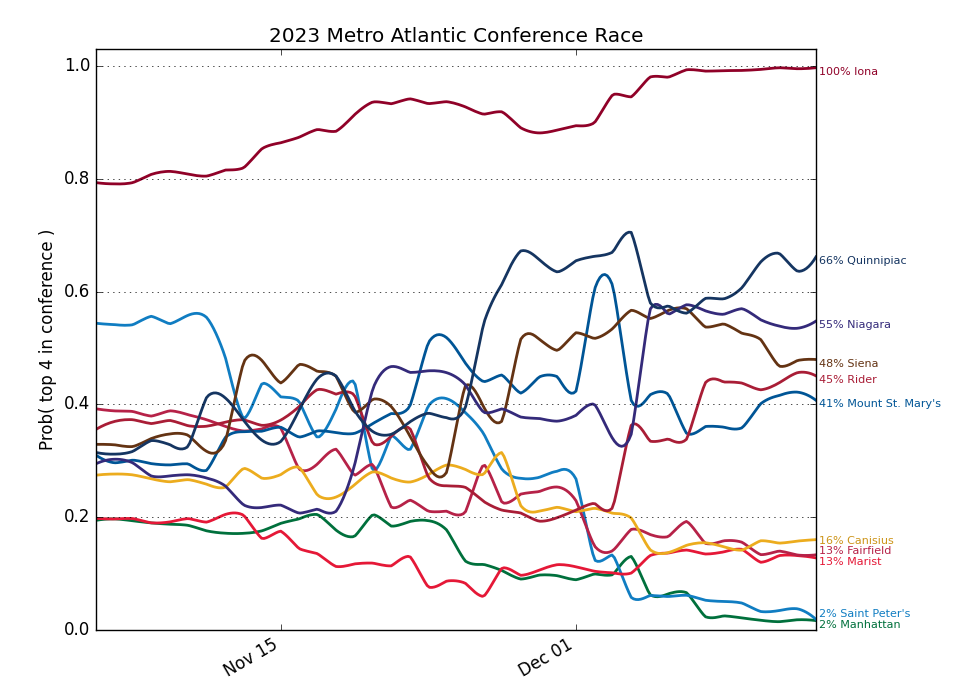 2023 Metro Atlantic Conference Race
Prob( top 4 in conference )
1.0
0.8
0.6
0.4
0.2
0.0
Nov 15
Dec 01
100% Iona
66% Quinnipiac
55% Niagara
48% Siena
45% Rider
41% Mount St. Mary's
16% Canisius
13% Fairfield
13% Marist
2% Saint Peter's
2% Manhattan